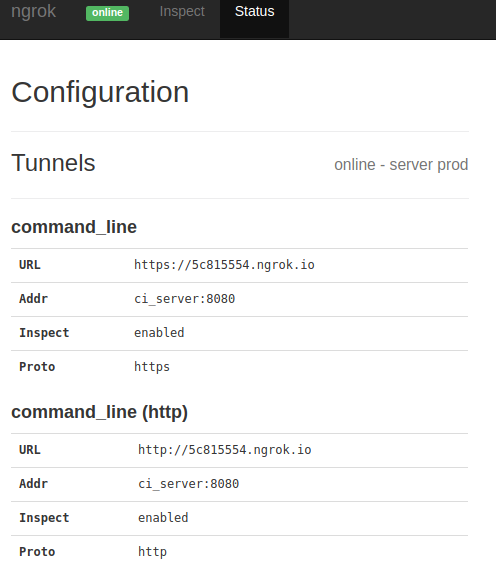 ngrok online Inspect Status
Configuration
Tunnels online - server prod
command_line
URL https://5c815554.ngrok.io
Addr ci_server:8080
Inspect enabled
Proto https
command_line (http)
URL http://5c815554.ngrok.io
Addr ci_server:8080
Inspect enabled
Proto http